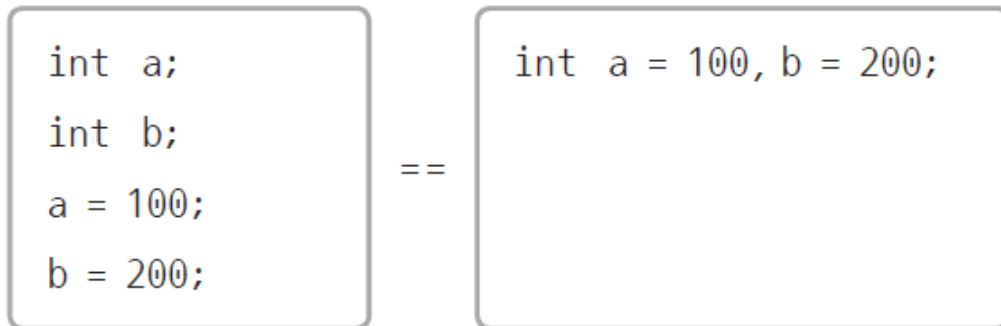 int a;
int b;
a = 100;
b = 200;
==
int a = 100, b = 200;